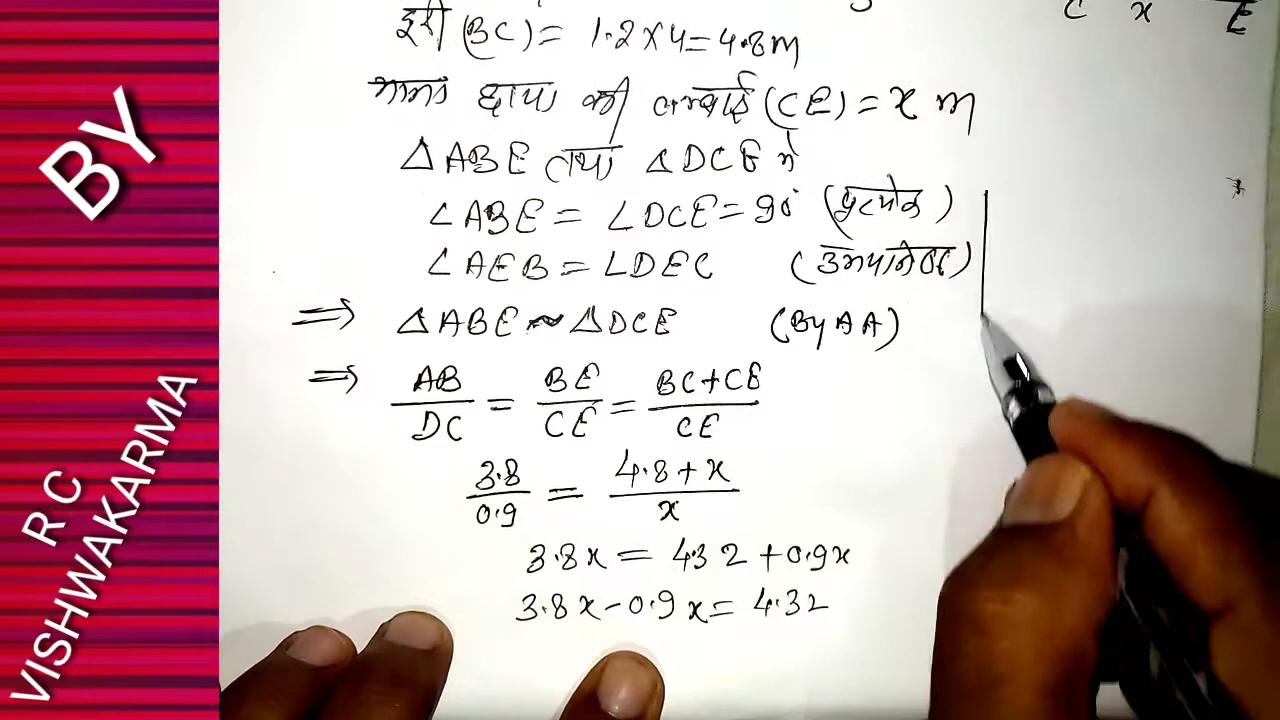 BY
R C
VISHWAKARMA
C x E
दूरी (BC) = 1.2 × 4 = 4.8m
माना छाया की लम्बाई (CE) = x m
△ABE तथा △DCE में
∠ABE = ∠DCE = 90° (प्रत्येक)
∠AEB = ∠DEC (उभयनिष्ठ)
⇒ △ABE ~ △DCE (By AA)
⇒ AB/DC = BE/CE = BC+CE/CE
3.8/0.9 = 4.8+x/x
3.8x = 4.32 + 0.9x
3.8x - 0.9x = 4.32